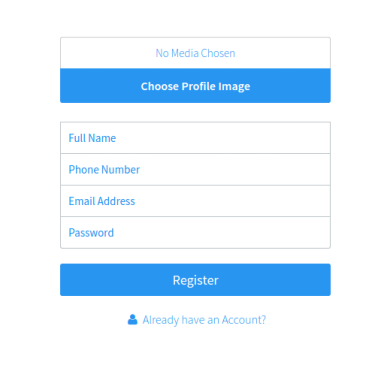 No Media Chosen
Choose Profile Image
Full Name
Phone Number
Email Address
Password
Register
Already have an Account?